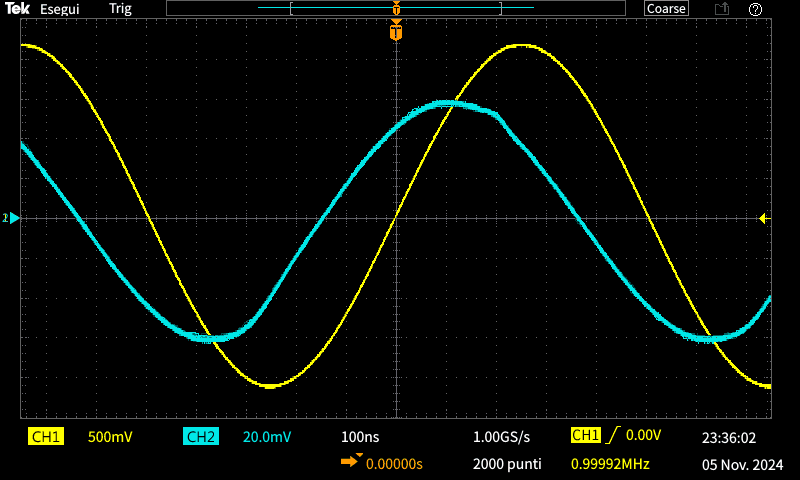 Tek Esegui Trig Coarse
T
T
2
CH1 500mV CH2 20.0mV 100ns 1.00GS/s CH1 0.00V 23:36:02
0.00000s 2000 punti 0.99992MHz 05 Nov. 2024